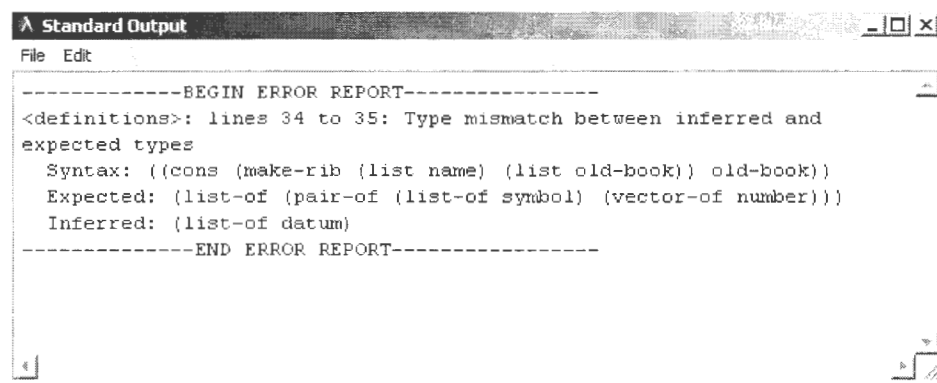 λ Standard Output
File Edit
-------------BEGIN ERROR REPORT----------------
<definitions>: lines 34 to 35: Type mismatch between inferred and
expected types
Syntax: ((cons (make-rib (list name) (list old-book)) old-book))
Expected: (list-of (pair-of (list-of symbol) (vector-of number)))
Inferred: (list-of datum)
--------------END ERROR REPORT-----------------